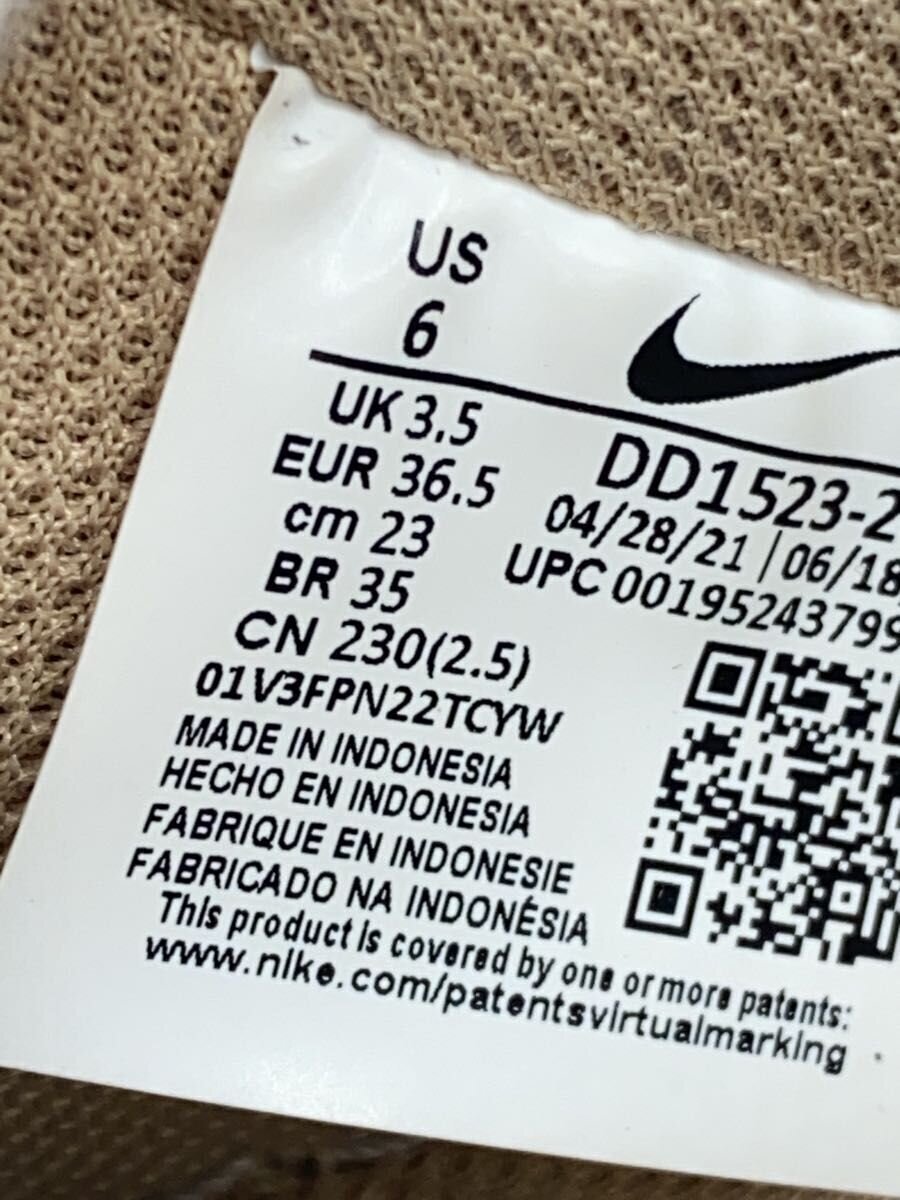 US
6
UK 3.5
EUR 36.5
cm 23
BR 35
CN 230(2.5)
01V3FPN22TCYW
DD1523-2
04/28/21 | 06/18
UPC 00195243799
MADE IN INDONESIA
HECHO EN INDONESIA
FABRIQUE EN INDONESIE
FABRICADO NA INDONÉSIA
This product is covered by one or more patents:
www.nike.com/patentsvirtualmarking